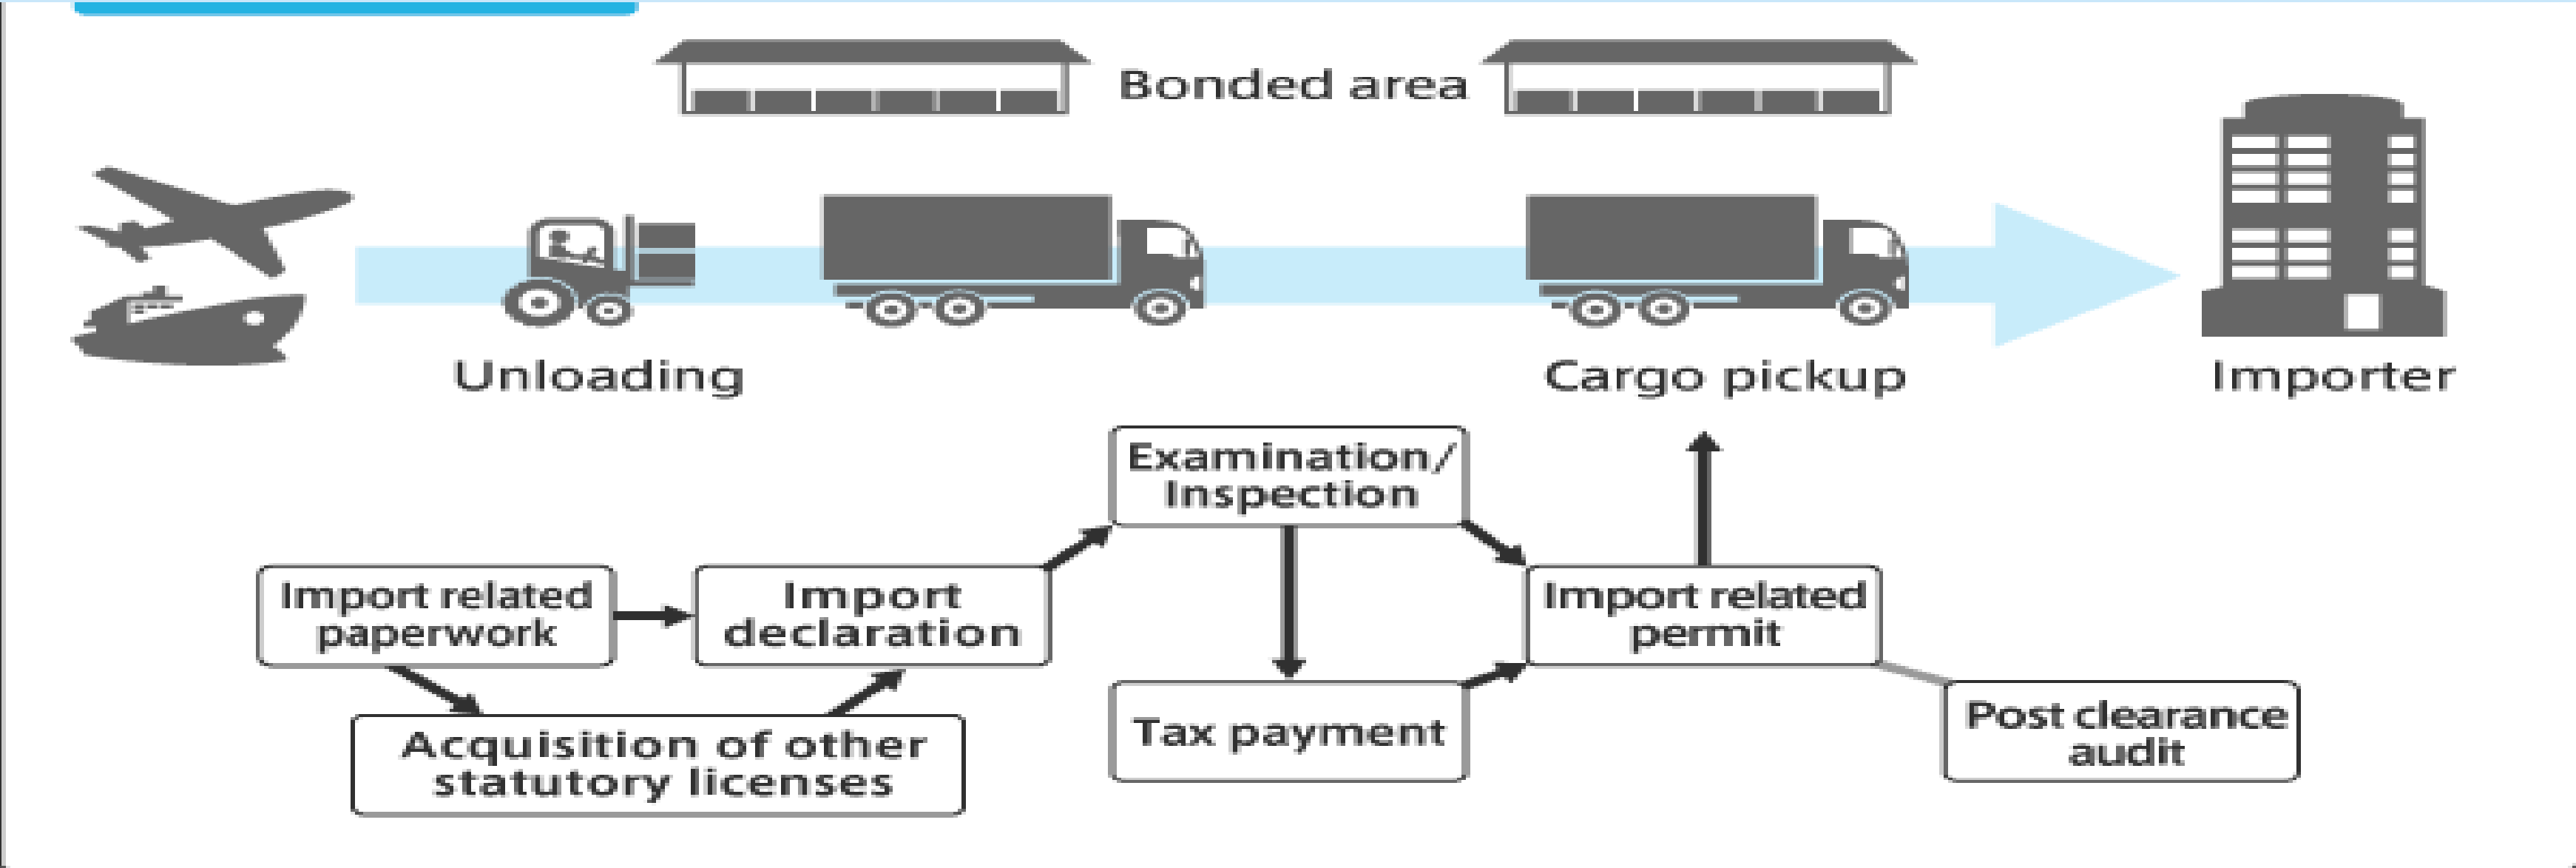 Bonded area
Unloading
Cargo pickup
Importer
Examination/
Inspection
Import related
paperwork
Import
declaration
Import related
permit
Acquisition of other
statutory licenses
Tax payment
Post clearance
audit